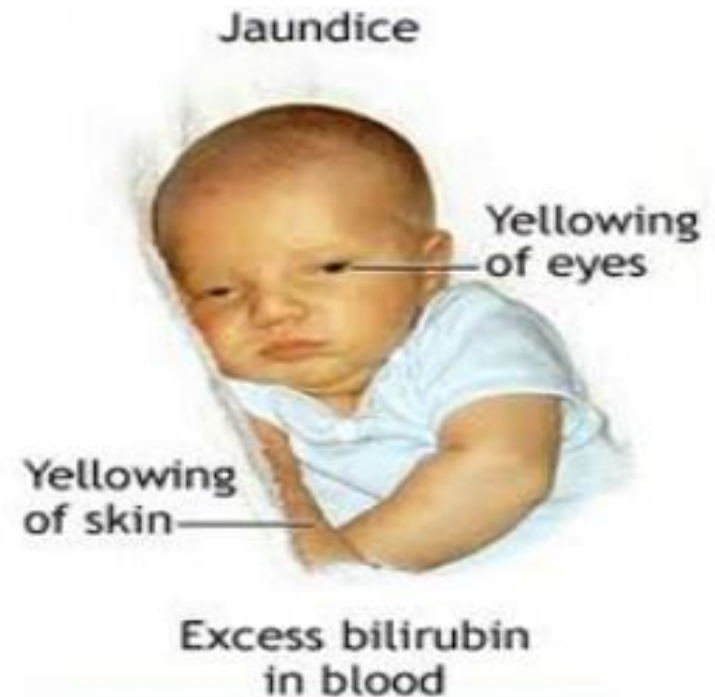 Jaundice
Yellowing
of eyes
Yellowing
of skin
Excess bilirubin
in blood